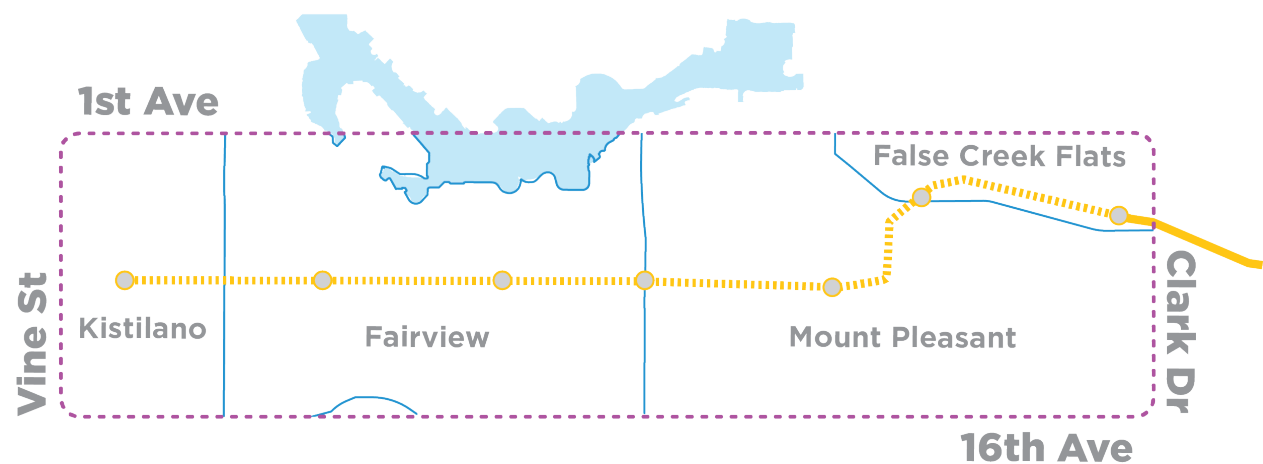 1st Ave
False Creek Flats
Vine St
Kistilano
Fairview
Mount Pleasant
Clark Dr
16th Ave